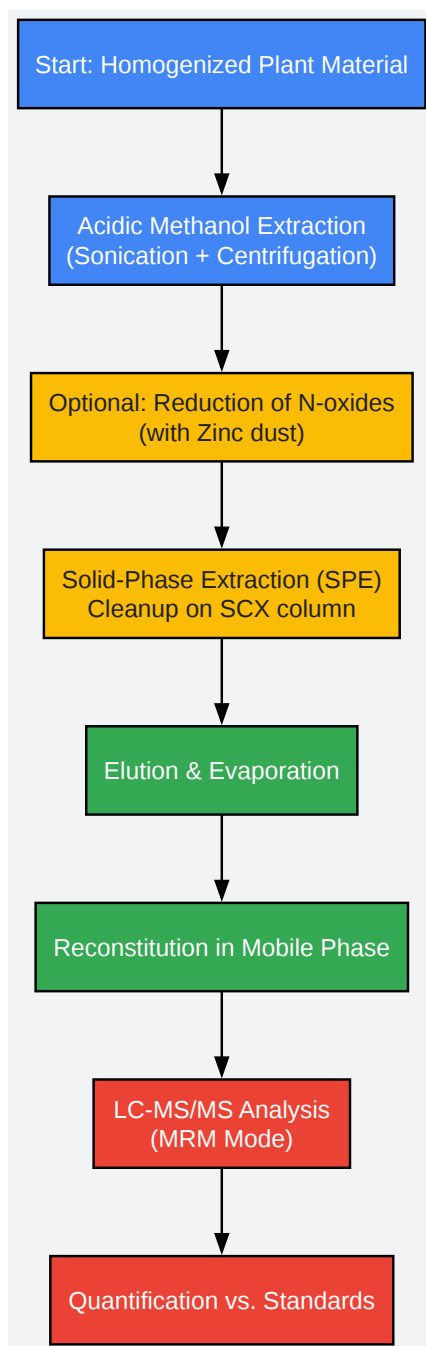 Start: Homogenized Plant Material
Acidic Methanol Extraction
(Sonication + Centrifugation)
Optional: Reduction of N-oxides
(with Zinc dust)
Solid-Phase Extraction (SPE)
Cleanup on SCX column
Elution & Evaporation
Reconstitution in Mobile Phase
LC-MS/MS Analysis
(MRM Mode)
Quantification vs. Standards